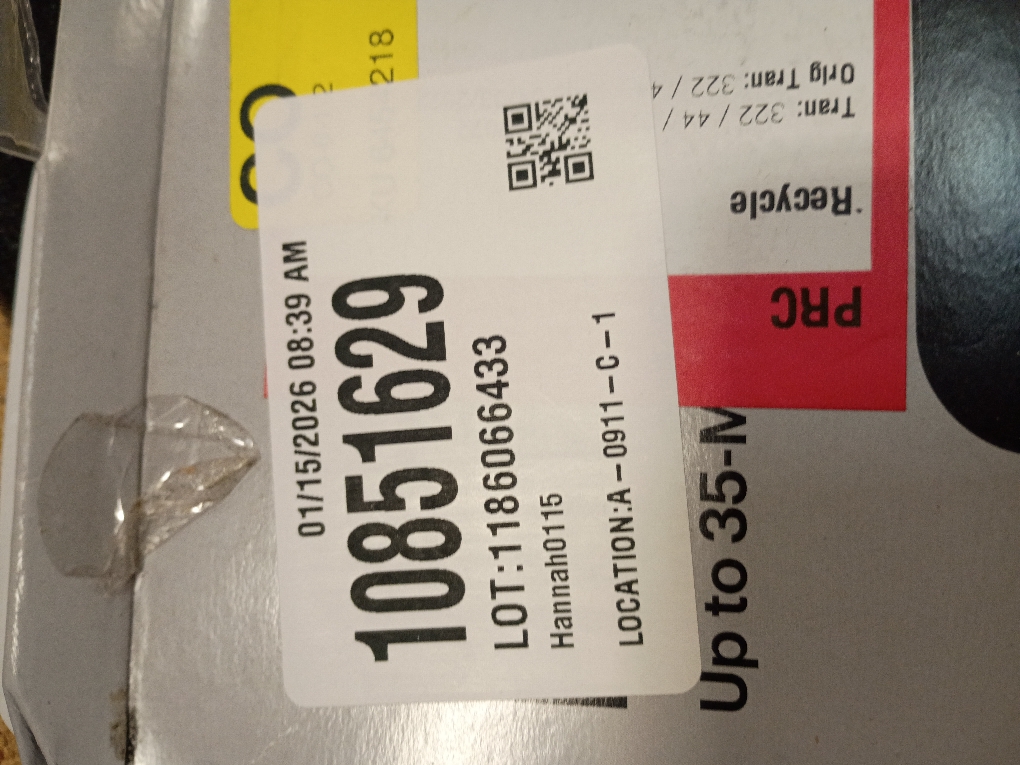 01/15/2026 08:39 AM
10851629
LOT:1186066433
Hannah0115
LOCATION:A-0911-C-1
Up to 35-M
218
PRC
*Recycle
Tran: 322 / 44 /
Orig Tran: 322 / 4